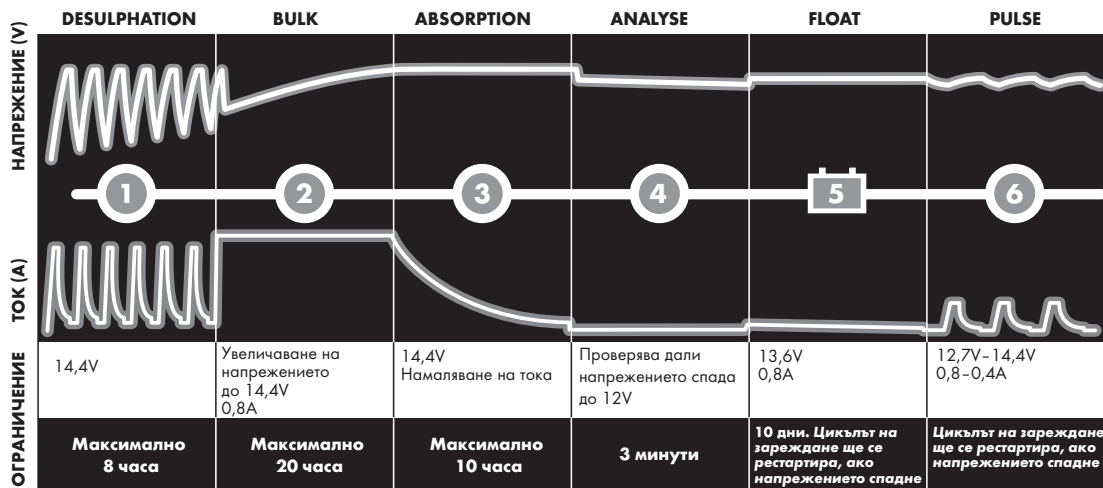 DESULPHATION
BULK
ABSORPTION
ANALYSE
FLOAT
PULSE
НАПРЕЖЕНИЕ (V)
1
2
3
4
5
6
ТОК (A)
ОГРАНИЧЕНИЕ
14,4V
Увеличаване на
напрежението
до 14,4V
0,8A
14,4V
Намаляване на тока
Проверява дали
напрежението спада
до 12V
13,6V
0,8A
12,7V–14,4V
0,8–0,4A
Максимално
8 часа
Максимално
20 часа
Максимално
10 часа
3 минути
10 дни. Цикълът на
зареждане ще се
рестартира, ако
напрежението спадне
Цикълът на зареждане
ще се рестартира, ако
напрежението спадне